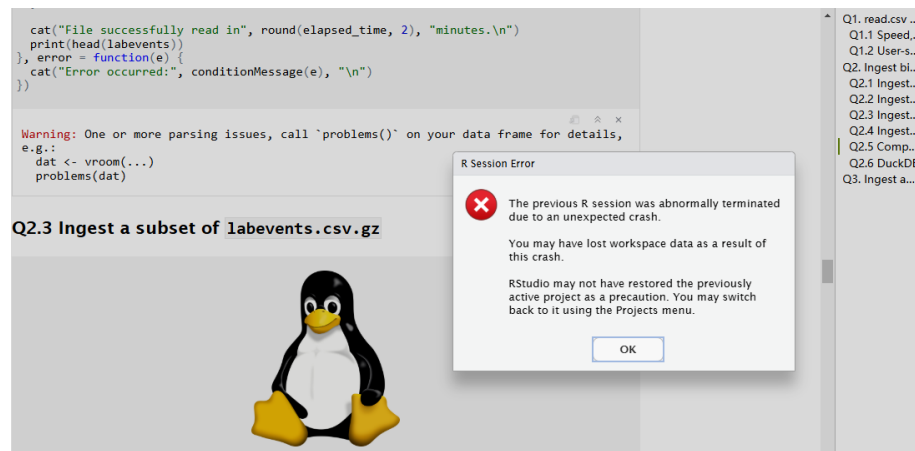 cat("File successfully read in", round(elapsed_time, 2), "minutes.\n")
print(head(labevents))
}, error = function(e) {
cat("Error occurred:", conditionMessage(e), "\n")
})
Warning: One or more parsing issues, call `problems()` on your data frame for details,
e.g.:
dat <- vroom(...)
problems(dat)
Q2.3 Ingest a subset of labevents.csv.gz
R Session Error
The previous R session was abnormally terminated
due to an unexpected crash.
You may have lost workspace data as a result of
this crash.
RStudio may not have restored the previously
active project as a precaution. You may switch
back to it using the Projects menu.
OK
Q1. read.csv ...
Q1.1 Speed,...
Q1.2 User-s...
Q2. Ingest bi...
Q2.1 Ingest...
Q2.2 Ingest...
Q2.3 Ingest...
Q2.4 Ingest...
Q2.5 Comp...
Q2.6 DuckDB
Q3. Ingest a...